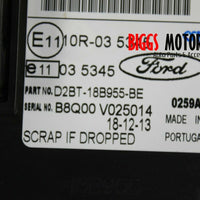 BIGGS MOTOR
E11 10R-03 53
e11 03 5345
Ford
PART NO. D2BT-18B955-BE
0259A
SERIAL NO. B8Q00 V025014
18-12-13
MADE IN
PORTUGA
SCRAP IF DROPPED